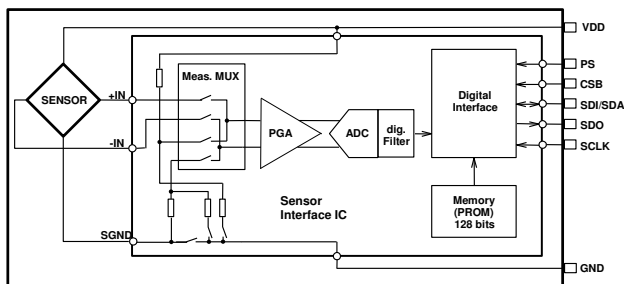 VDD
PS
CSB
SDI/SDA
SDO
SCLK
GND
SENSOR
+IN
-IN
SGND
Meas. MUX
PGA
ADC
dig.
Filter
Digital
Interface
Memory
(PROM)
128 bits
Sensor
Interface IC